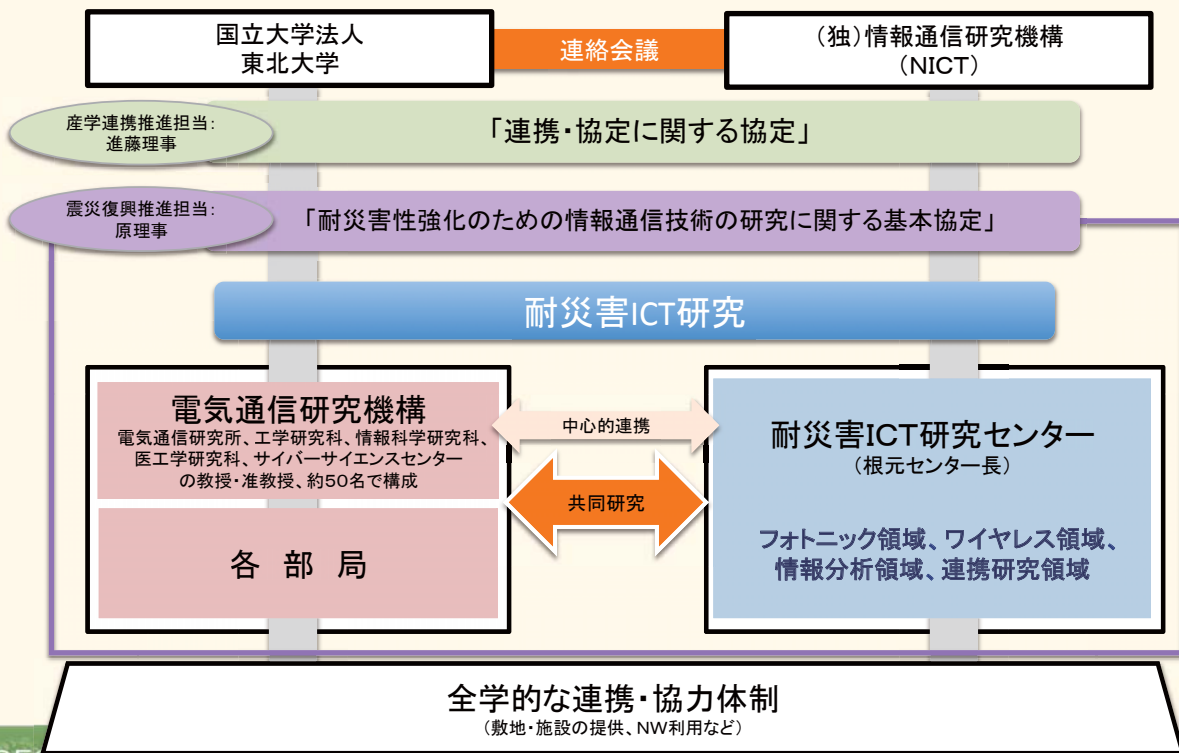 国立大学法人
東北大学
連絡会議
（独）情報通信研究機構
（NICT）
産学連携推進担当：
進藤理事
「連携・協定に関する協定」
震災復興推進担当：
原理事
「耐災害性強化のための情報通信技術の研究に関する基本協定」
耐災害ICT研究
電気通信研究機構
電気通信研究所、工学研究科、情報科学研究科、
医工学研究科、サイバーサイエンスセンター
の教授・准教授、約50名で構成
各 部 局
中心的連携
共同研究
耐災害ICT研究センター
（根元センター長）
フォトニック領域、ワイヤレス領域、
情報分析領域、連携研究領域
全学的な連携・協力体制
（敷地・施設の提供、NW利用など）